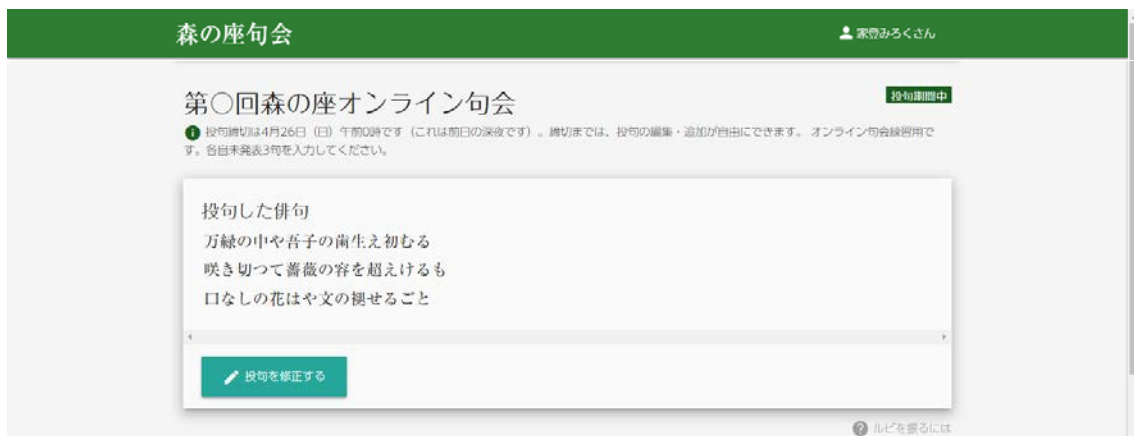 森の座句会
家登みろくさん
第〇回森の座オンライン句会
投句期間中
投句締切は4月26日（日）午前0時です（これは前日の深夜です）。締切までは、投句の編集・追加が自由にできます。 オンライン句会練習用で
す。各自未発表3句を入力してください。
投句した俳句
万緑の中や吾子の歯生え初むる
咲き切つて薔薇の容を超えけるも
口なしの花はや文の褪せるごと
投句を修正する
ルビを振るには